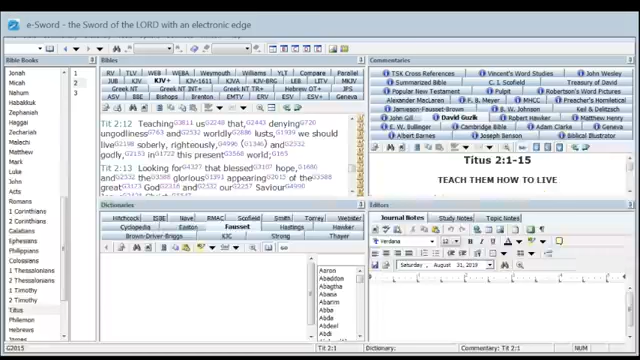 e-Sword - the Sword of the LORD with an electronic edge
Bible Books
Jonah
Micah
Nahum
Habakkuk
Zephaniah
Haggai
Zechariah
Malachi
Matthew
Mark
Luke
John
Acts
Romans
1 Corinthians
2 Corinthians
Galatians
Ephesians
Philippians
Colossians
1 Thessalonians
2 Thessalonians
1 Timothy
2 Timothy
Titus
Philemon
Hebrews
James
1
2
3
Bibles
RV TLV WEB WEBA Weymouth Williams YLT Compare Parallel
JUB KJV KJV+ KJV-1611 KJVA KJV-BRG LEB LITV MKJV
Greek NT Greek NT+ Greek NT INT Hebrew OT+ JPS
ASV BBE Bishops Brenton EMTV ERV ESV Geneva
Tit 2:12 Teaching G3811 us G2248 that, G2443 denying G720
ungodliness G763 and G2532 worldly G2886 lusts, G1939 we should
live G2198 soberly, righteously, G4996 ( G1346) and G2532
godly, G2153 in G1722 this present G3568 world; G165
Tit 2:13 Looking for G4327 that blessed G3107 hope, G1680
and G2532 the G3588 glorious G1391 appearing G2015 of the G3588
great G3173 God G2316 and G2532 our G2257 Saviour G4990
Commentaries
TSK Cross References Vincent's Word Studies John Wesley
Summarized Bible C. I. Scofield Treasury of David
Popular New Testament Pulpit Robertson's Word Pictures
Alexander MacLaren F. B. Meyer MHCC Preacher's Homiletical
Jamieson-Fausset-Brown E. W. Johnson Keil & Delitzsch
John Gill David Guzik Robert Hawker Matthew Henry
E. W. Bullinger Cambridge Bible Adam Clarke Geneva
Albert Barnes Joseph Benson Biblical Illustrator
Titus 2:1-15
TEACH THEM HOW TO LIVE
Dictionaries
Hitchcock ISBE Nave RMAC Scofield Smith Torrey Webster
Cyclopedia Easton Fausset Hastings Hebrew
Brown-Driver-Briggs KJC Strong Thayer
Aaron
Abaddon
Abagtha
Abana
Abarim
Abba
Abda
Abdeel
Abdi
Editors
Journal Notes Study Notes Topic Notes
Verdana 12 B I U A
Saturday , August 31, 2019
G2015
Tit 2:1
Dictionary:
Commentary: Tit 2:1
NUM